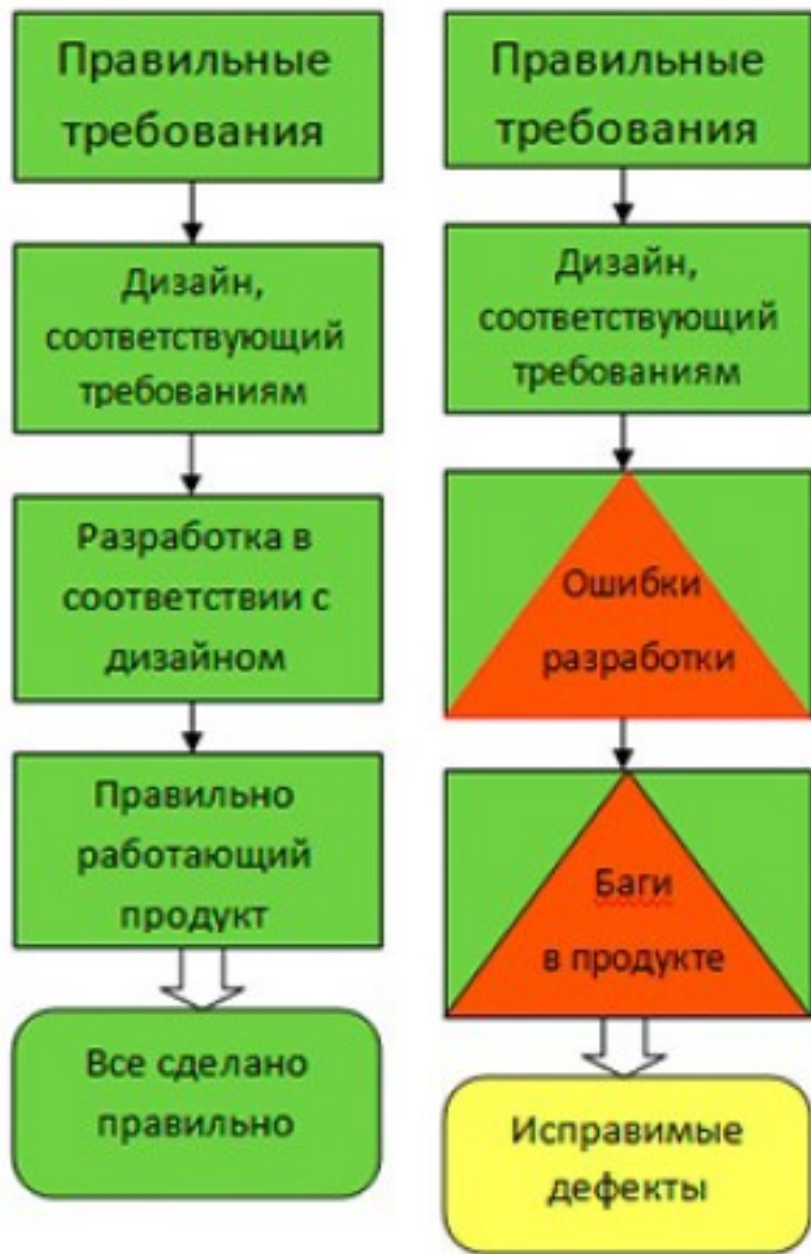 Правильные
требования
Дизайн,
соответствующий
требованиям
Разработка в
соответствии с
дизайном
Правильно
работающий
продукт
Все сделано
правильно
Правильные
требования
Дизайн,
соответствующий
требованиям
Ошибки
разработки
Баги
в продукте
Исправимые
дефекты